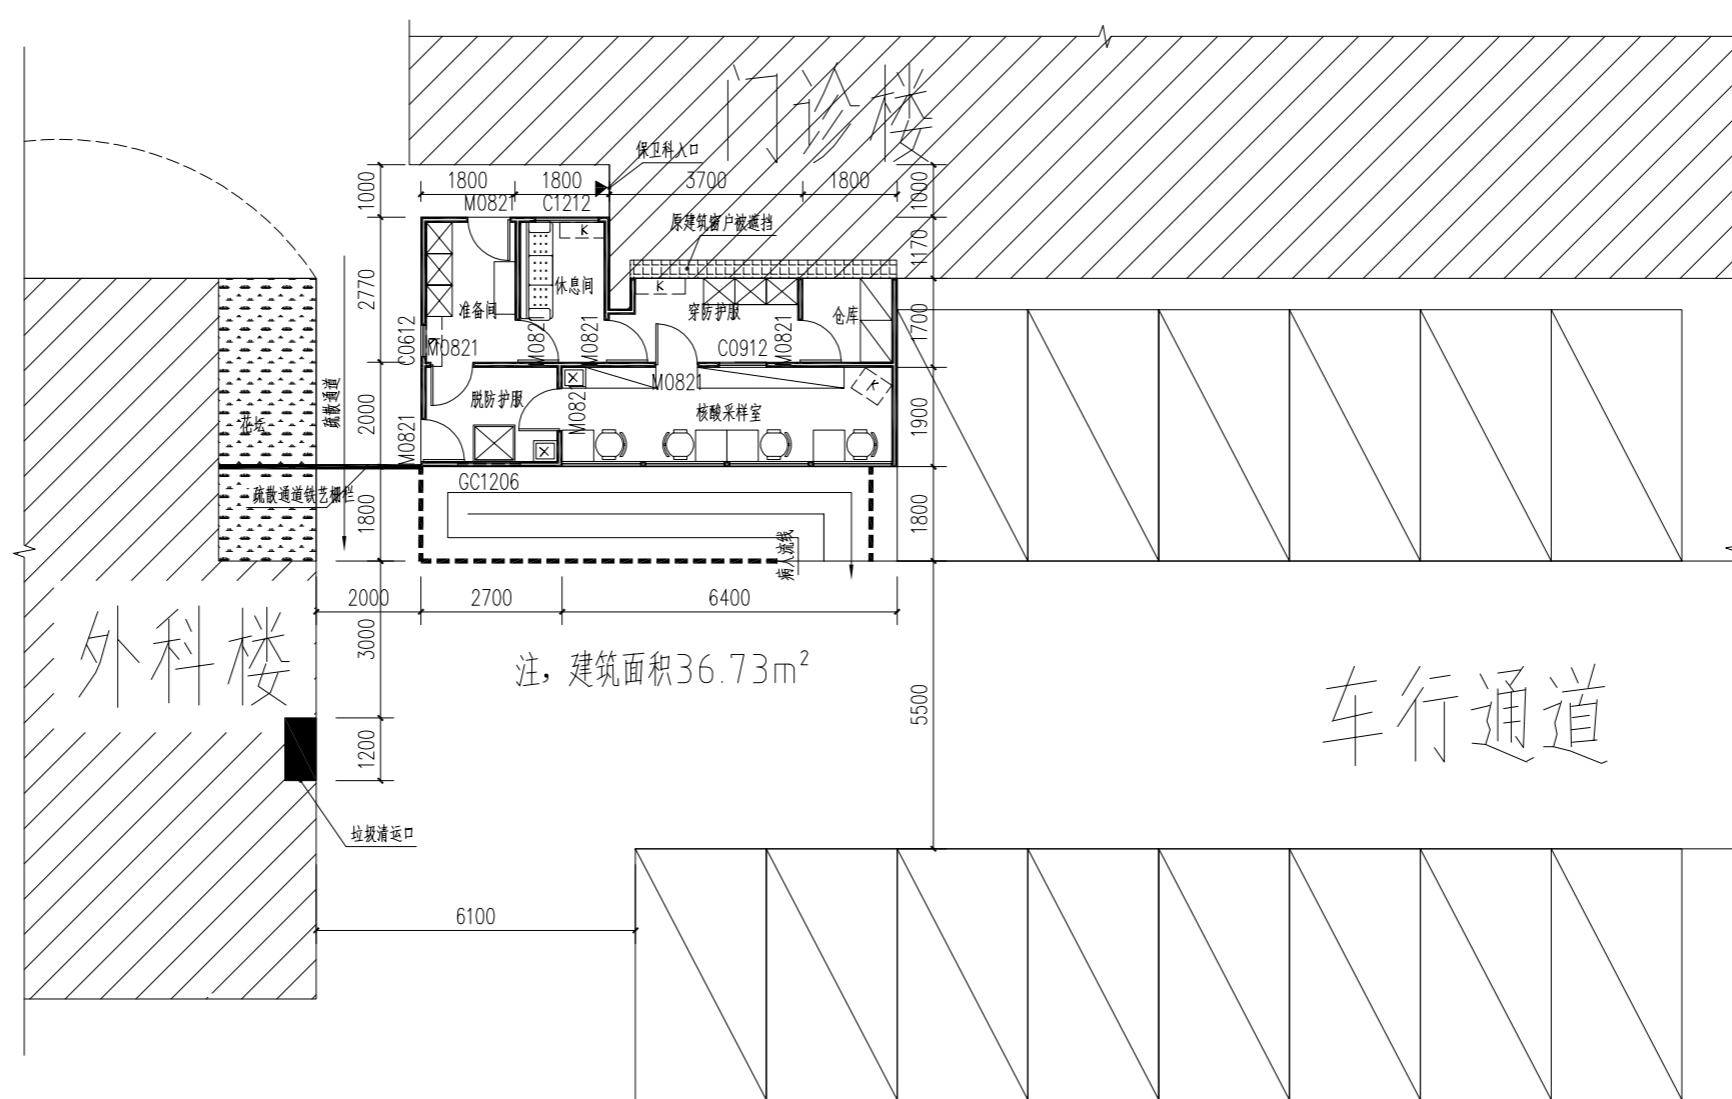 门诊楼
保卫科入口
1000
1800
1800
3700
1800
1000
M0821
C1212
原建筑窗户被遮挡
K
1170
2770
休息间
K
准备间
穿防护服
仓库
1700
C0612
M0821
M0821
M0821
C0912
M0821
疏散通道
脱防护服
M0821
M0821
K
核酸采样室
2000
1900
花坛
M0821
疏散通道铁艺栅栏
GC1206
1800
1800
病人流线
2000
2700
6400
外科楼
3000
注，建筑面积36.73m²
5500
车行通道
1200
垃圾清运口
6100